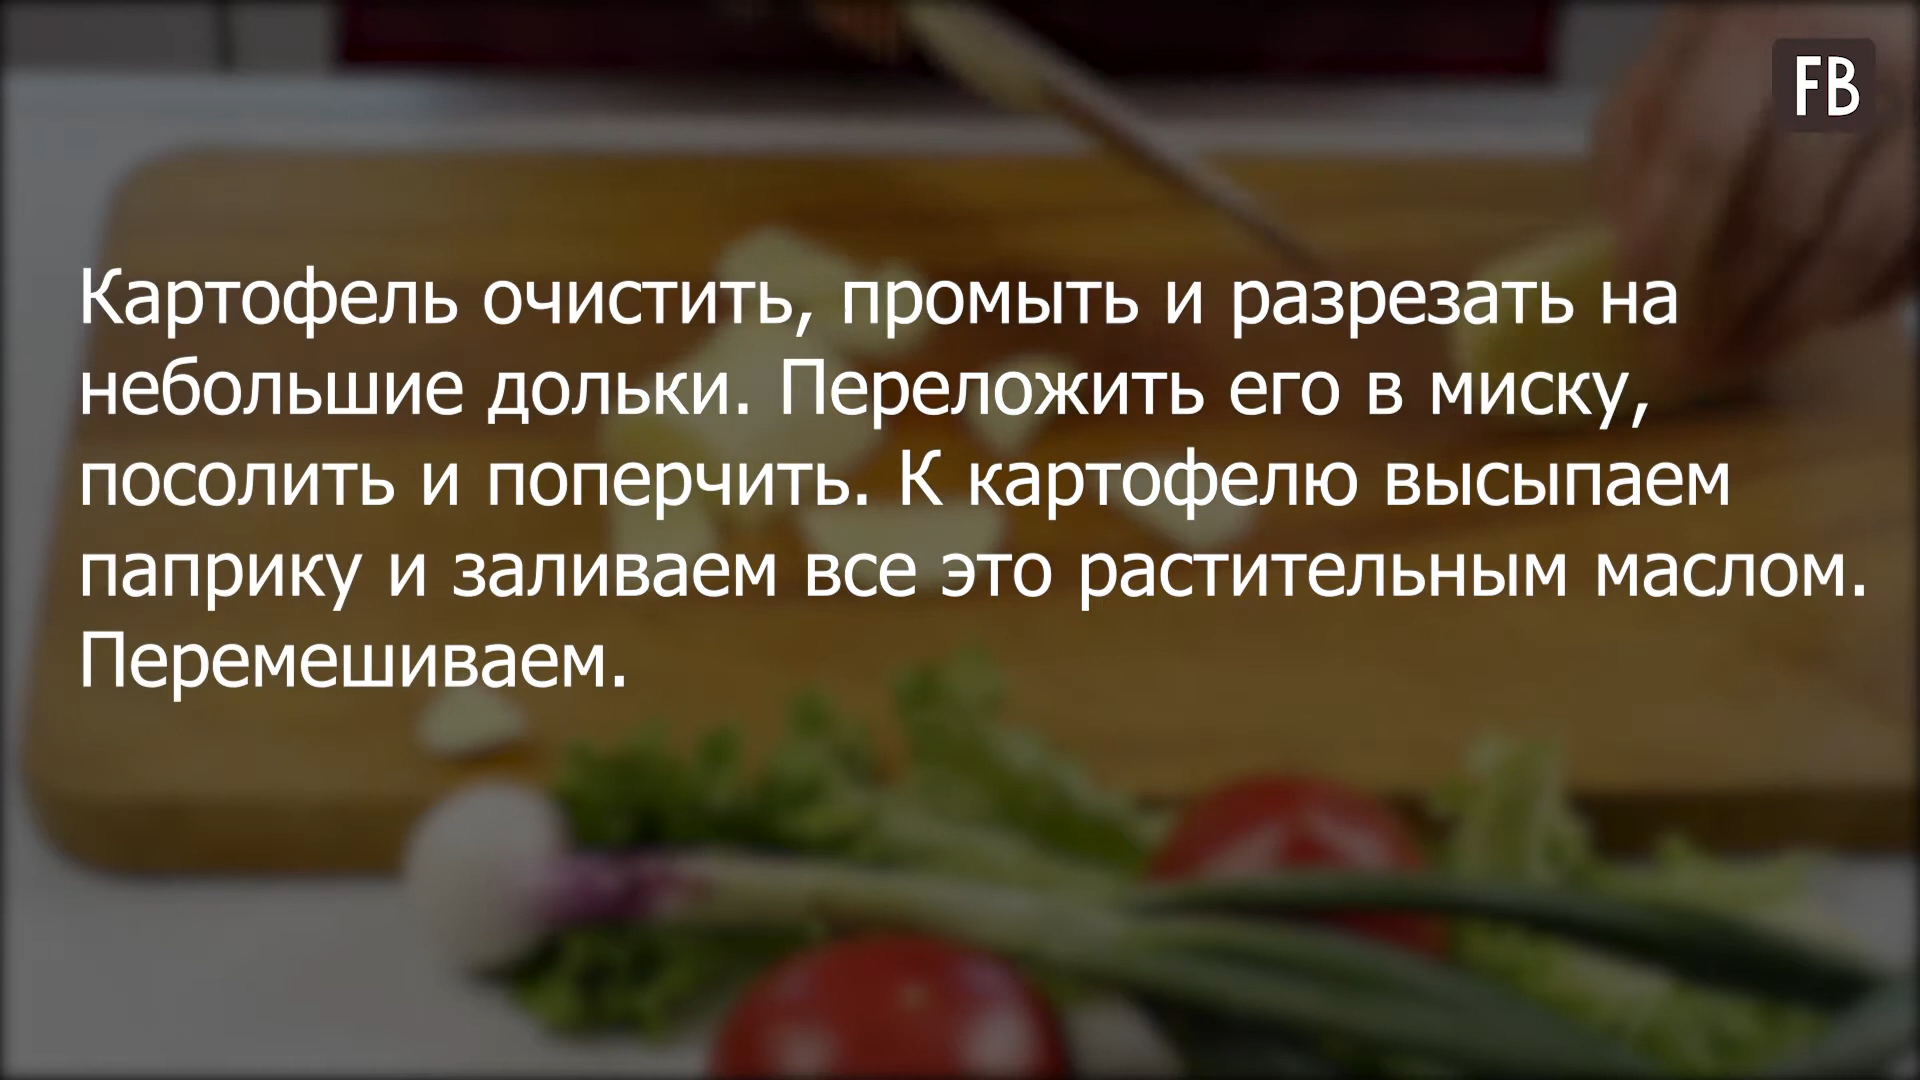 FB
Картофель очистить, промыть и разрезать на
небольшие дольки. Переложить его в миску,
посолить и поперчить. К картофелю высыпаем
паприку и заливаем все это растительным маслом.
Перемешиваем.